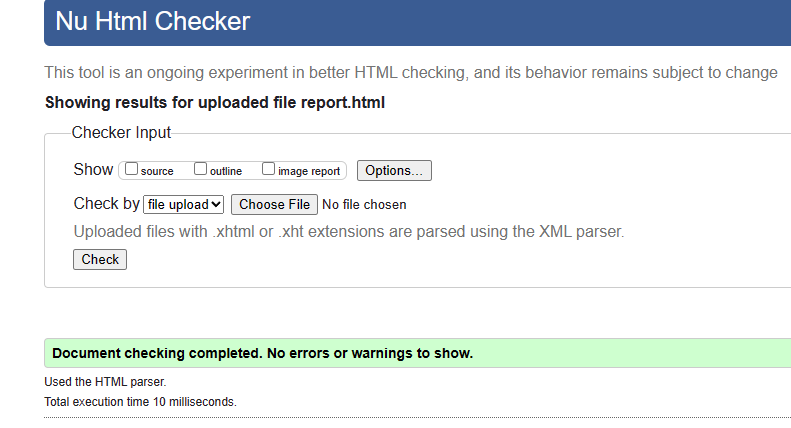 Nu Html Checker
This tool is an ongoing experiment in better HTML checking, and its behavior remains subject to change
Showing results for uploaded file report.html
Checker Input
Show source outline image report Options...
Check by file upload Choose File No file chosen
Uploaded files with .xhtml or .xht extensions are parsed using the XML parser.
Check
Document checking completed. No errors or warnings to show.
Used the HTML parser.
Total execution time 10 milliseconds.